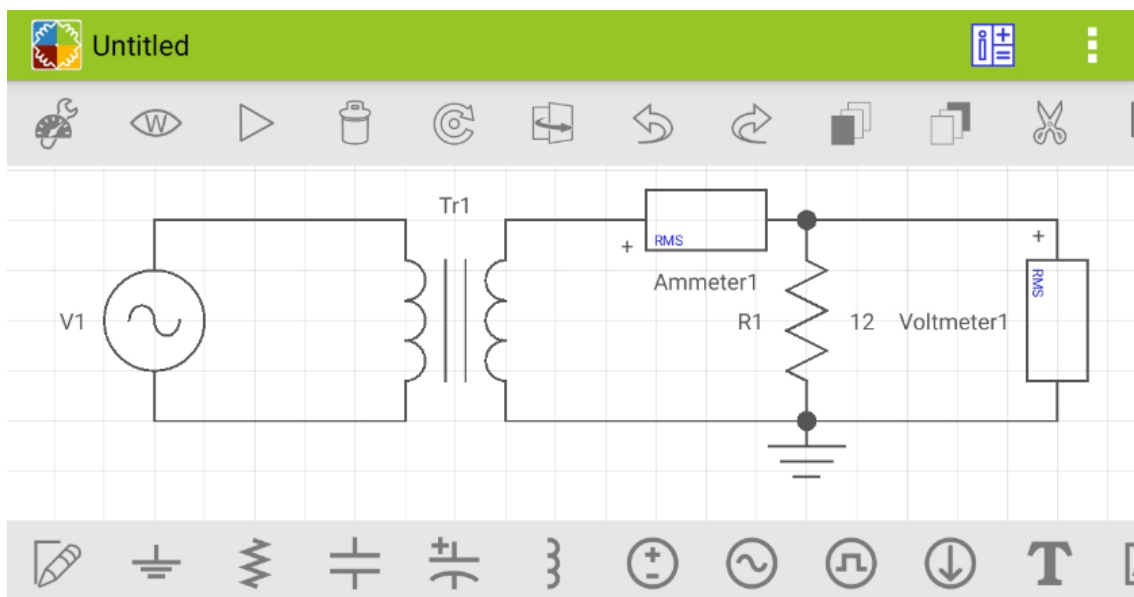 Untitled
W
Tr1
+
RMS
Ammeter1
V1
R1
12
Voltmeter1
+
RMS
T